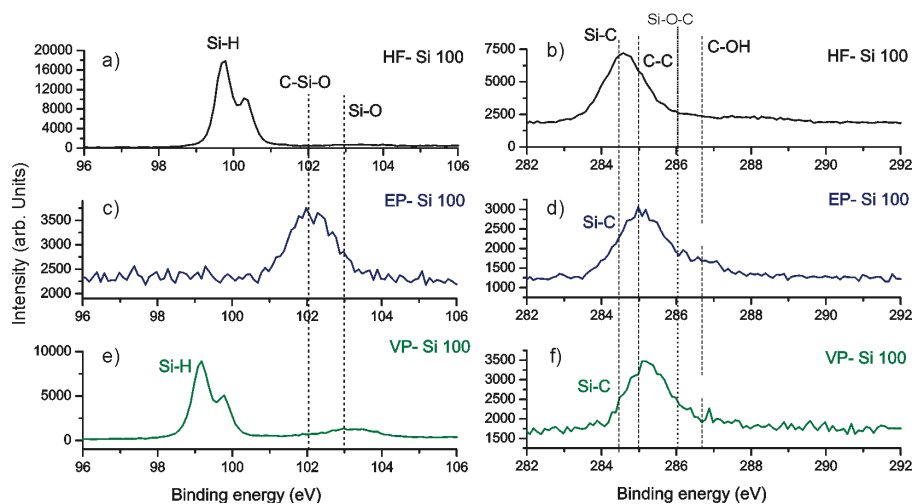 Intensity (arb. Units)
a)
Si-H
C-Si-O
Si-O
HF- Si 100
20000
16000
12000
8000
4000
0
96 98 100 102 104 106
b)
Si-C
C-C
Si-O-C
C-OH
HF- Si 100
7500
5000
2500
0
282 284 286 288 290 292
c)
EP- Si 100
3500
3000
2500
2000
96 98 100 102 104 106
d)
Si-C
EP- Si 100
3000
2500
2000
1500
1000
282 284 286 288 290 292
e)
Si-H
VP- Si 100
10000
5000
0
96 98 100 102 104 106
Binding energy (eV)
f)
Si-C
VP- Si 100
3500
3000
2500
2000
1500
282 284 286 288 290 292
Binding energy (eV)